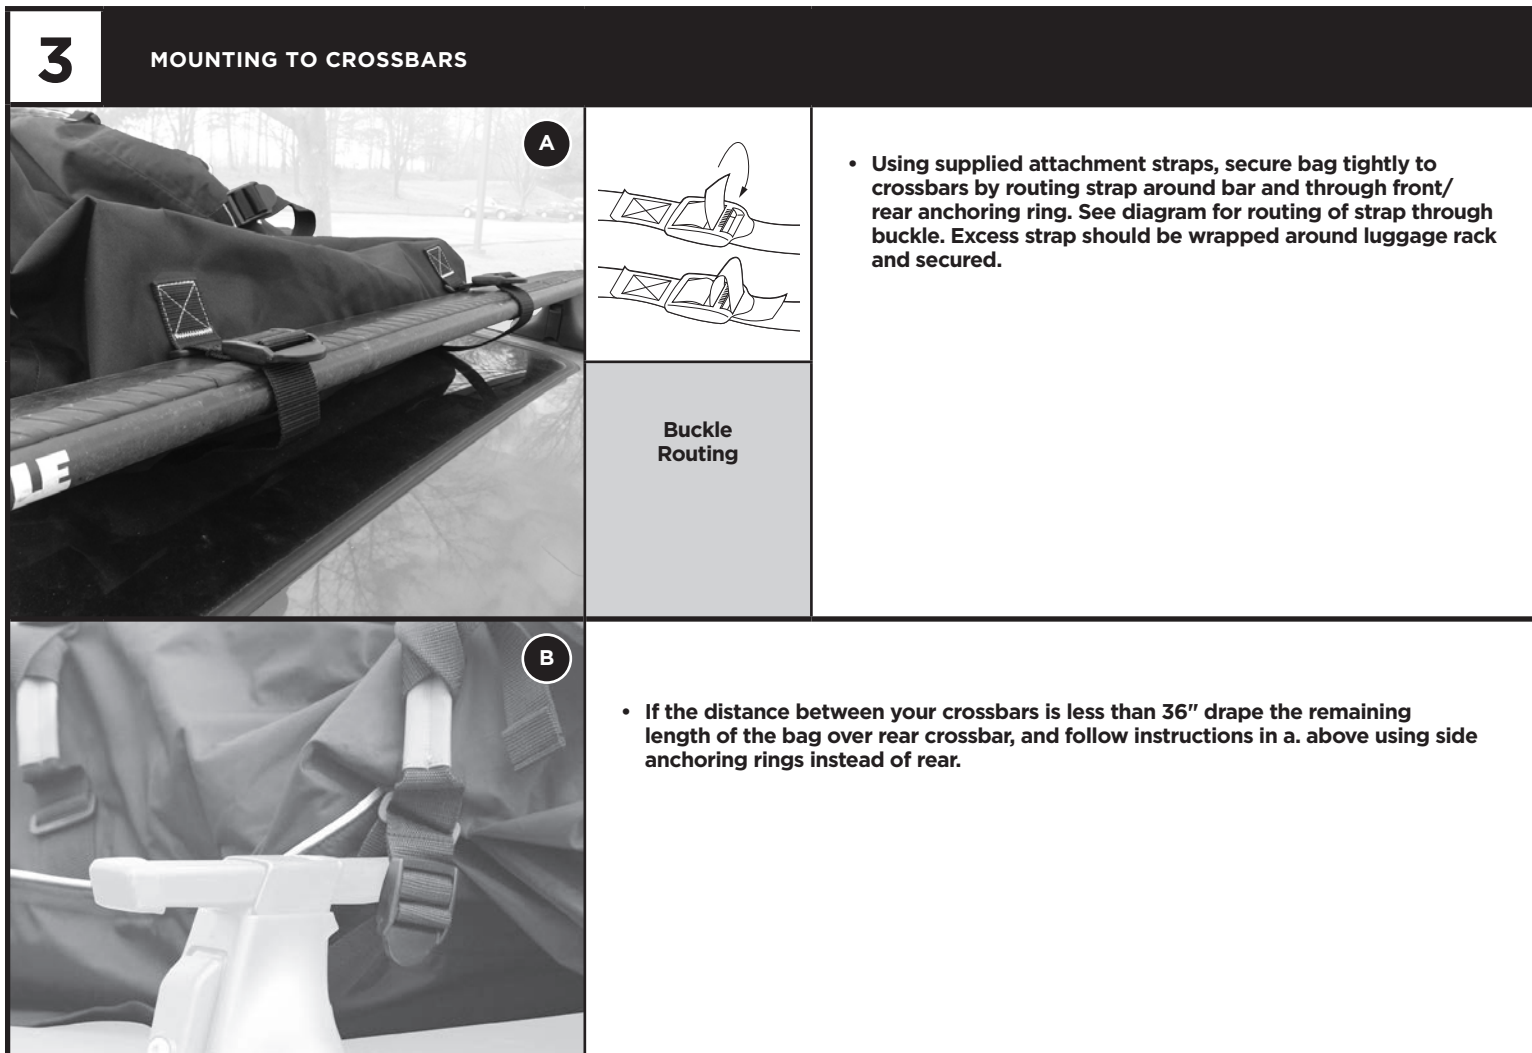 3
MOUNTING TO CROSSBARS
A
LE
• Using supplied attachment straps, secure bag tightly to
crossbars by routing strap around bar and through front/
rear anchoring ring. See diagram for routing of strap through
buckle. Excess strap should be wrapped around luggage rack
and secured.
Buckle
Routing
B
• If the distance between your crossbars is less than 36" drape the remaining
length of the bag over rear crossbar, and follow instructions in a. above using side
anchoring rings instead of rear.